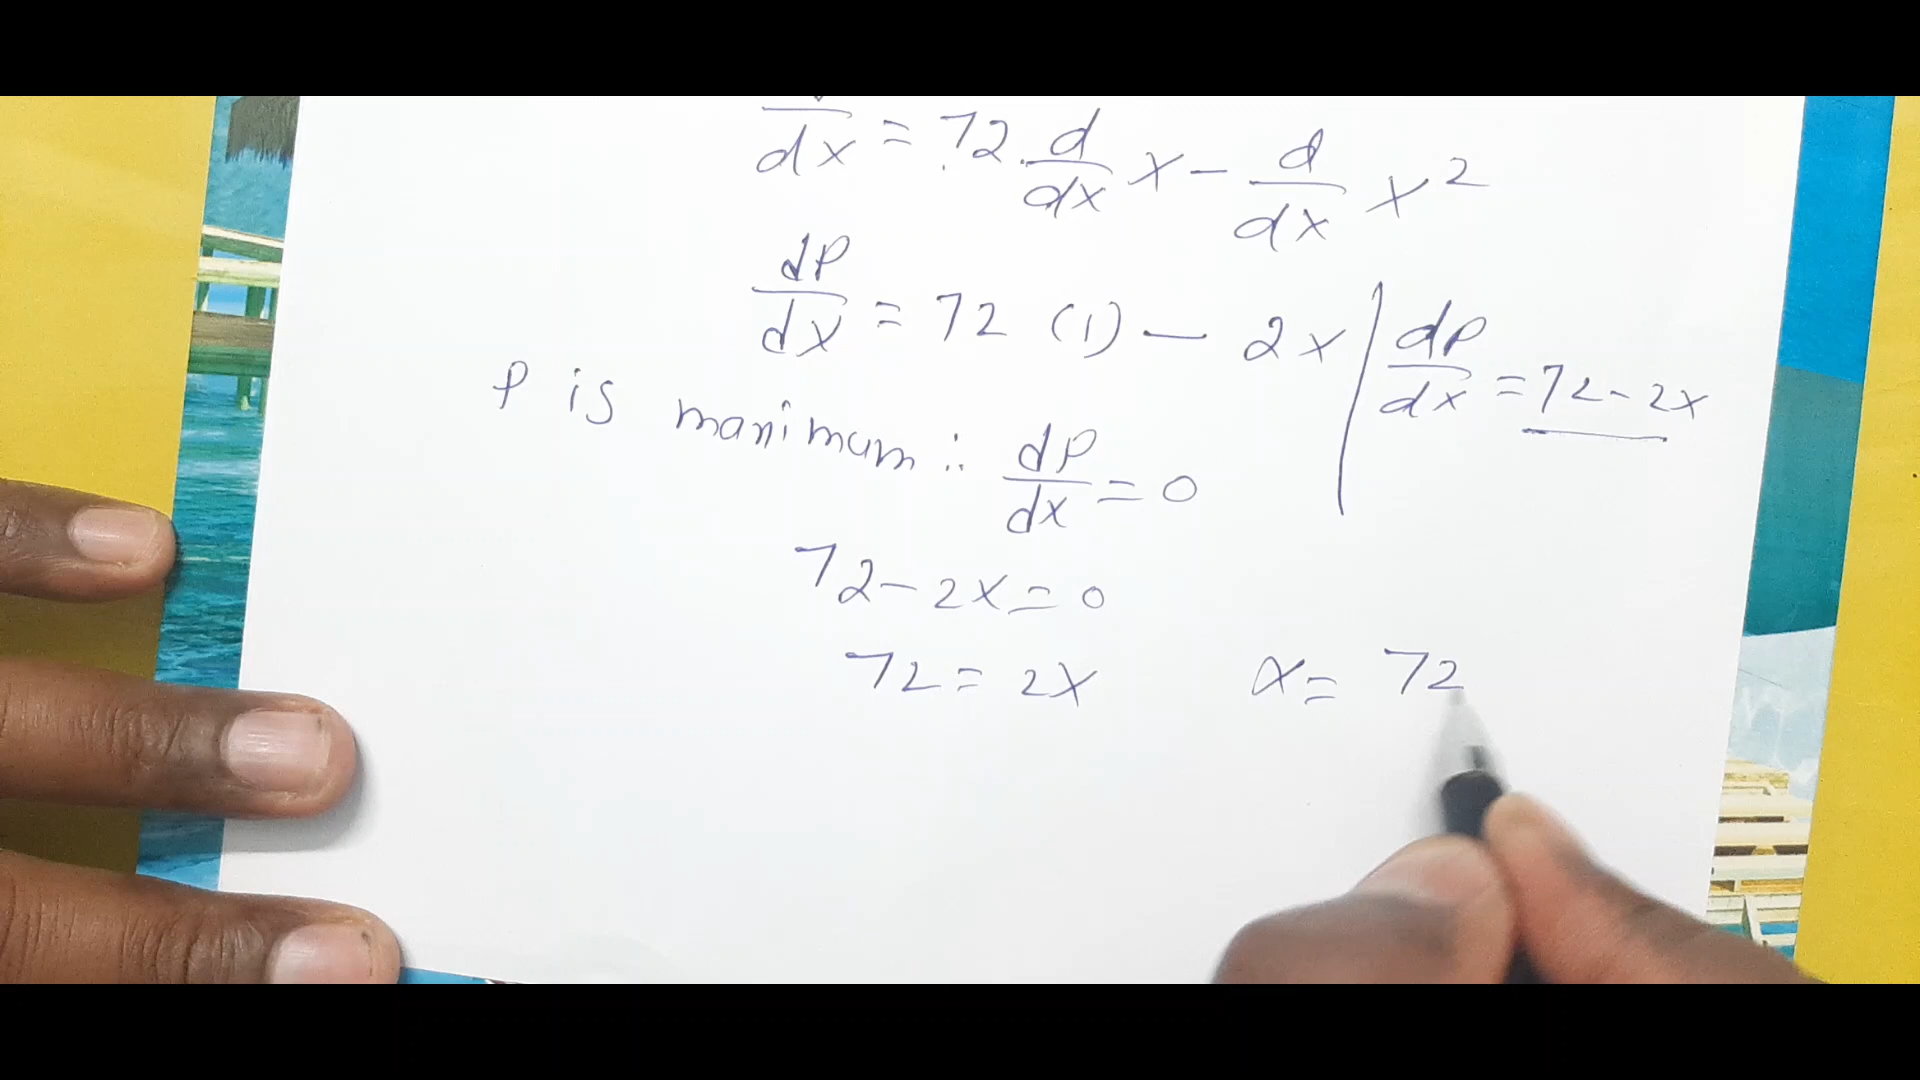 dx = 72. d/dx x - d/dx x²
dP/dx = 72 (1) - 2x | dP/dx = 72 - 2x
P is manimum ∴ dP/dx = 0
72 - 2x = 0
72 = 2x x = 72